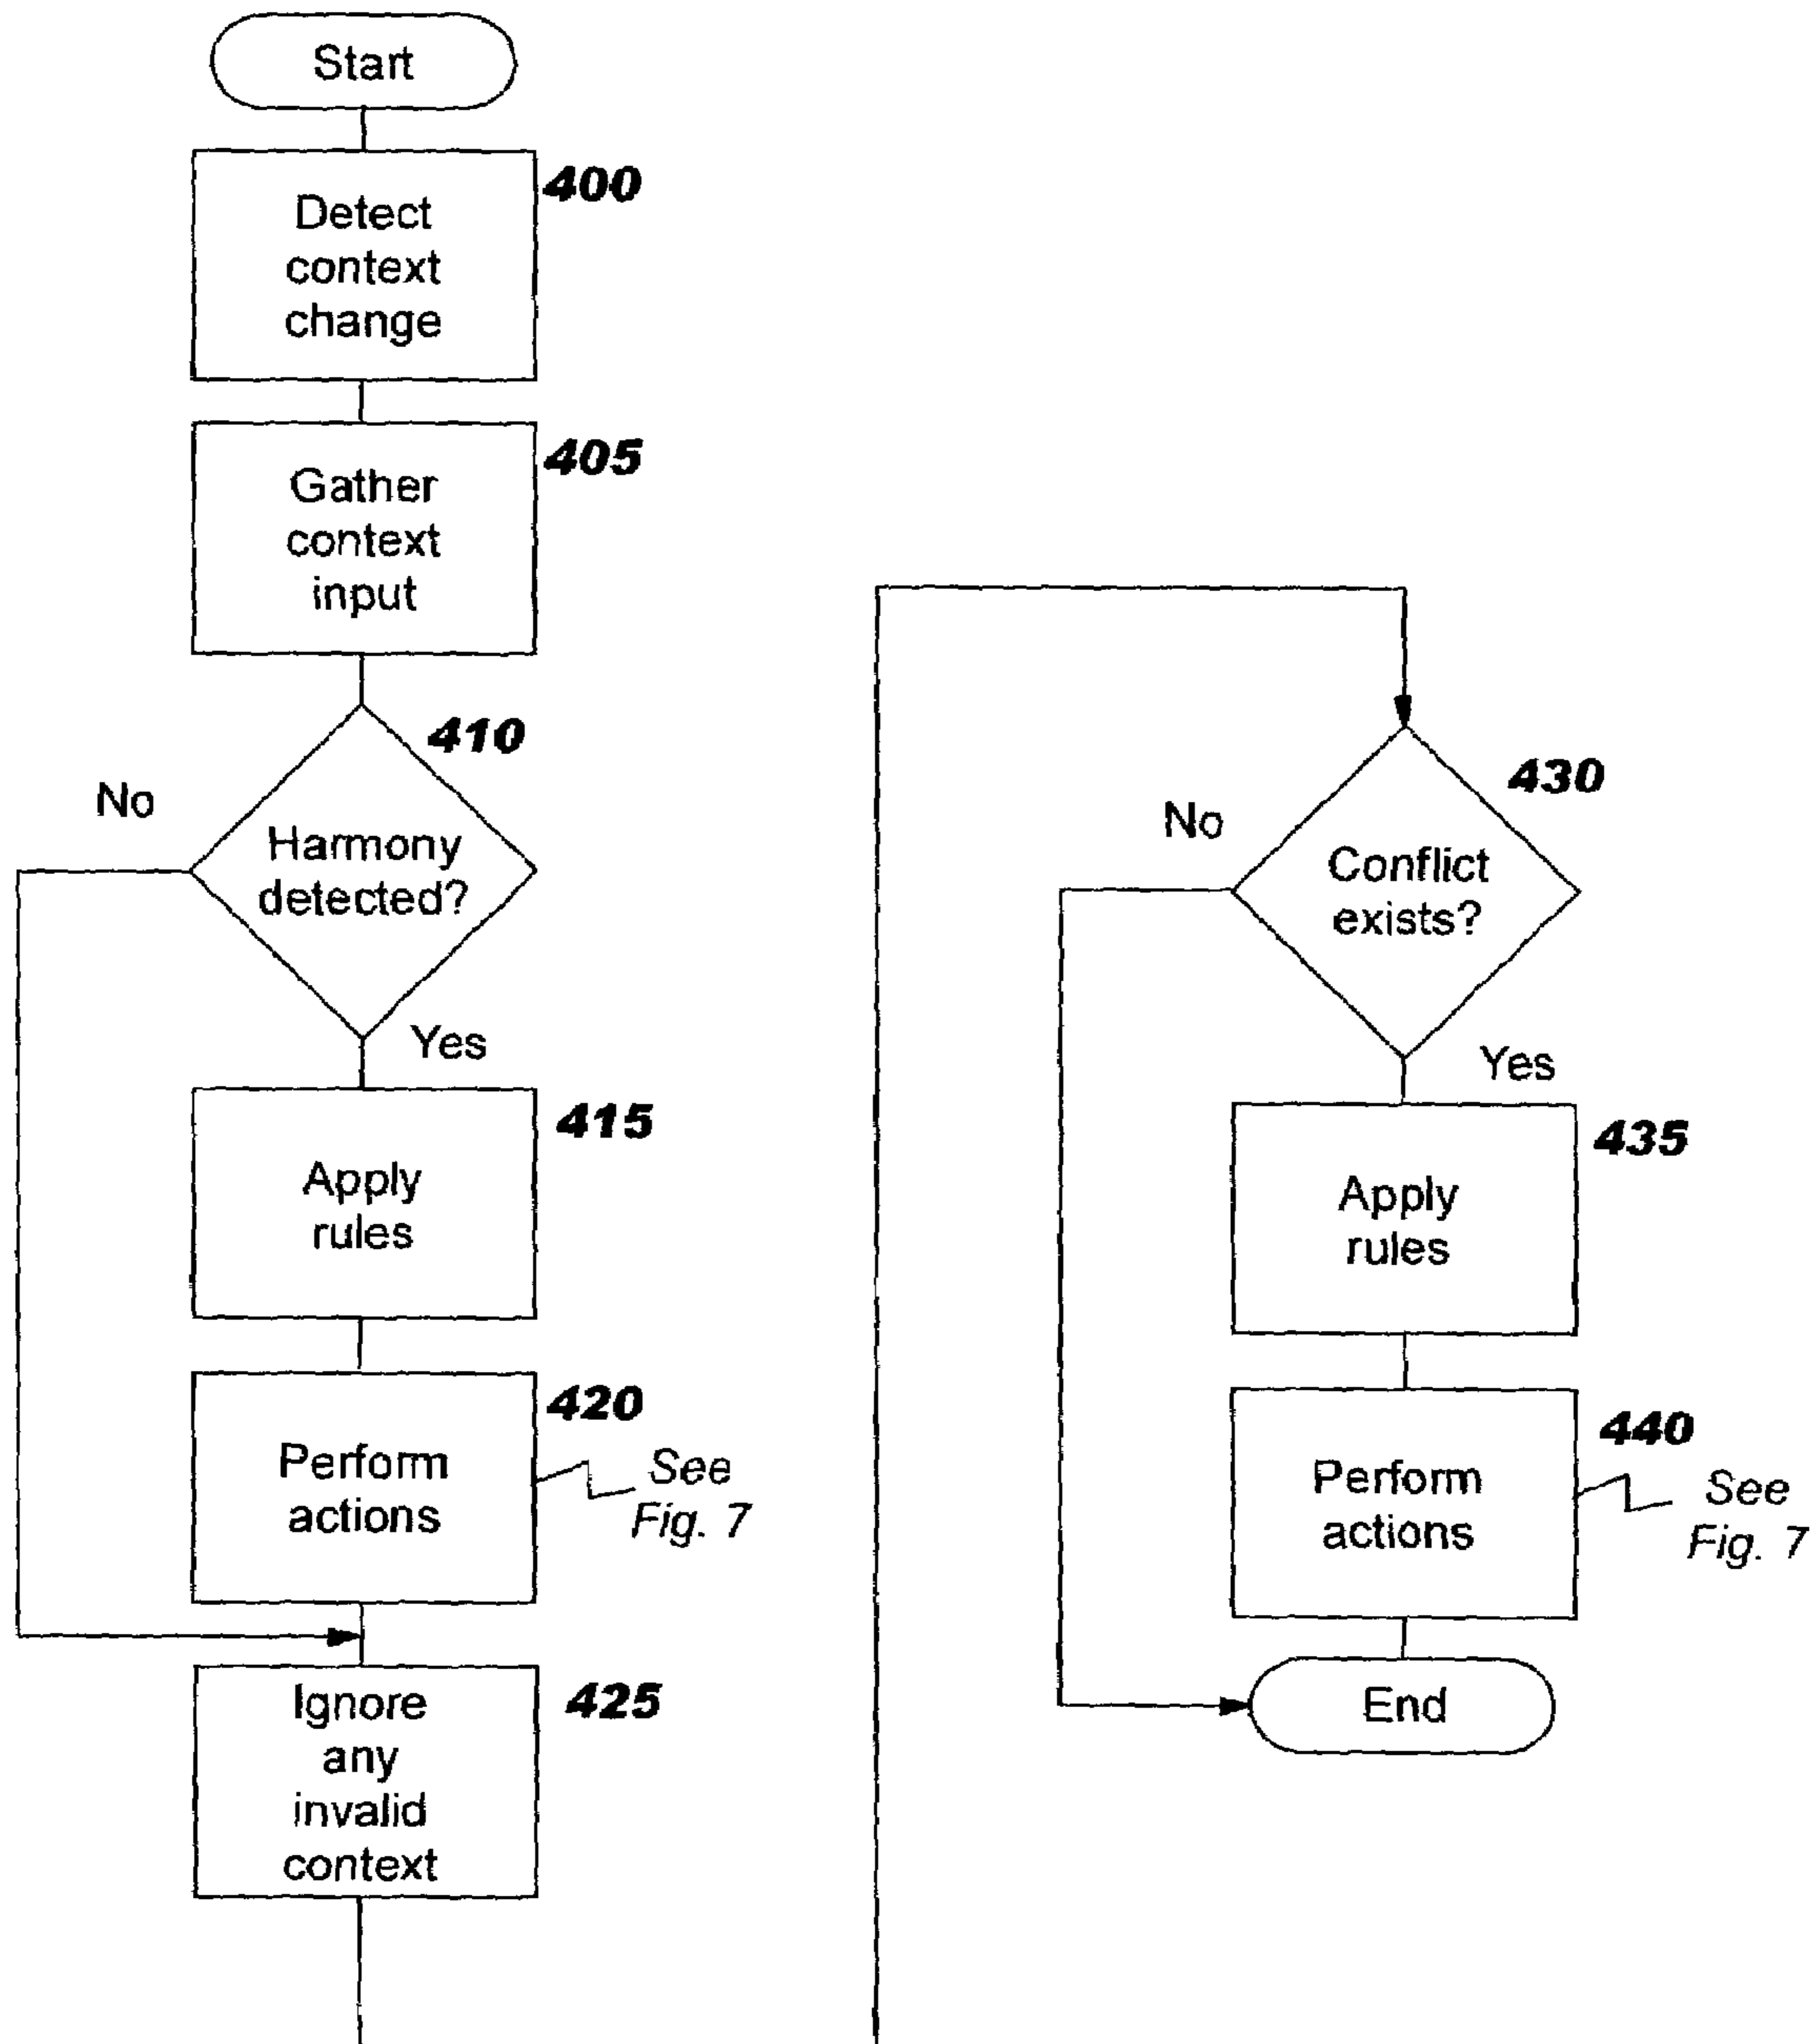 Start
400
Detect
context
change
405
Gather
context
input
410
No
Harmony
detected?
Yes
415
Apply
rules
420
Perform
actions
See
Fig. 7
425
Ignore
any
invalid
context
430
No
Conflict
exists?
Yes
435
Apply
rules
440
Perform
actions
See
Fig. 7
End